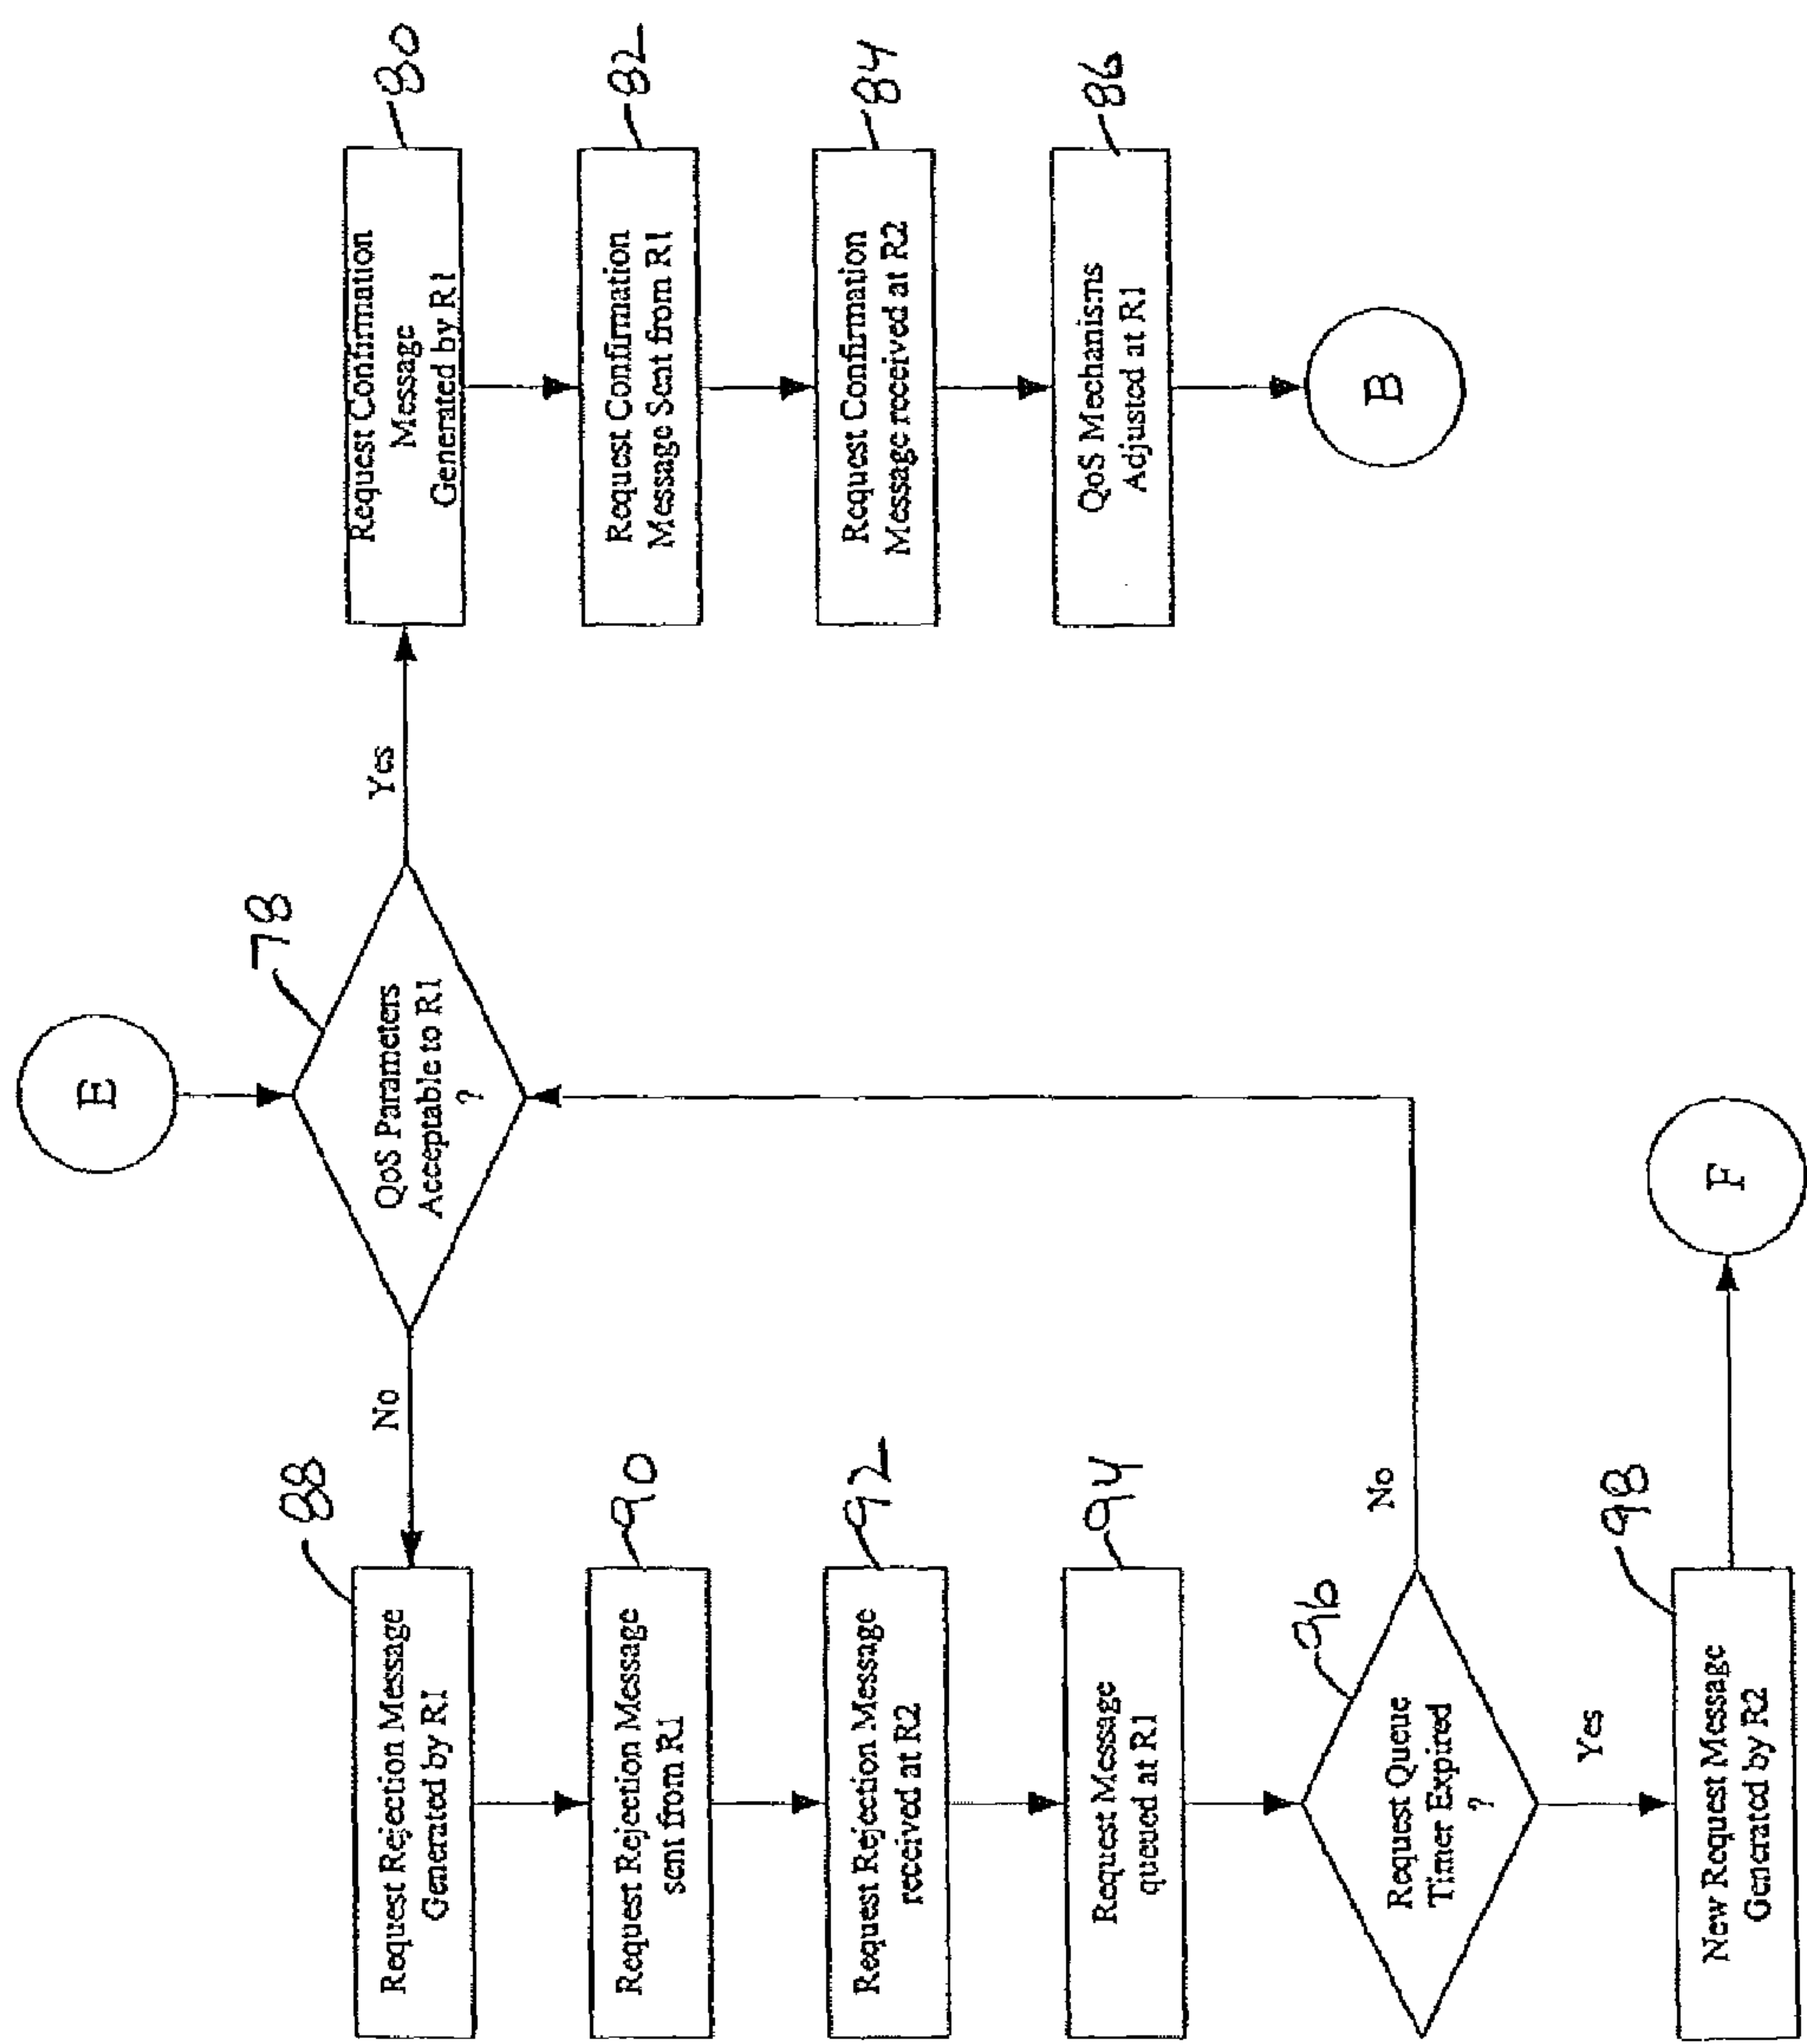 E
78
QoS Parameters
Acceptable to R1
?
Yes
80
Request Confirmation
Message
Generated by R1
82
Request Confirmation
Message Sent from R1
84
Request Confirmation
Message received at R2
86
QoS Mechanisms
Adjusted at R1
B
No
88
Request Rejection Message
Generated by R1
90
Request Rejection Message
sent from R1
92
Request Rejection Message
received at R2
94
Request Message
queued at R1
96
Request Queue
Timer Expired
?
No
Yes
98
New Request Message
Generated by R2
F